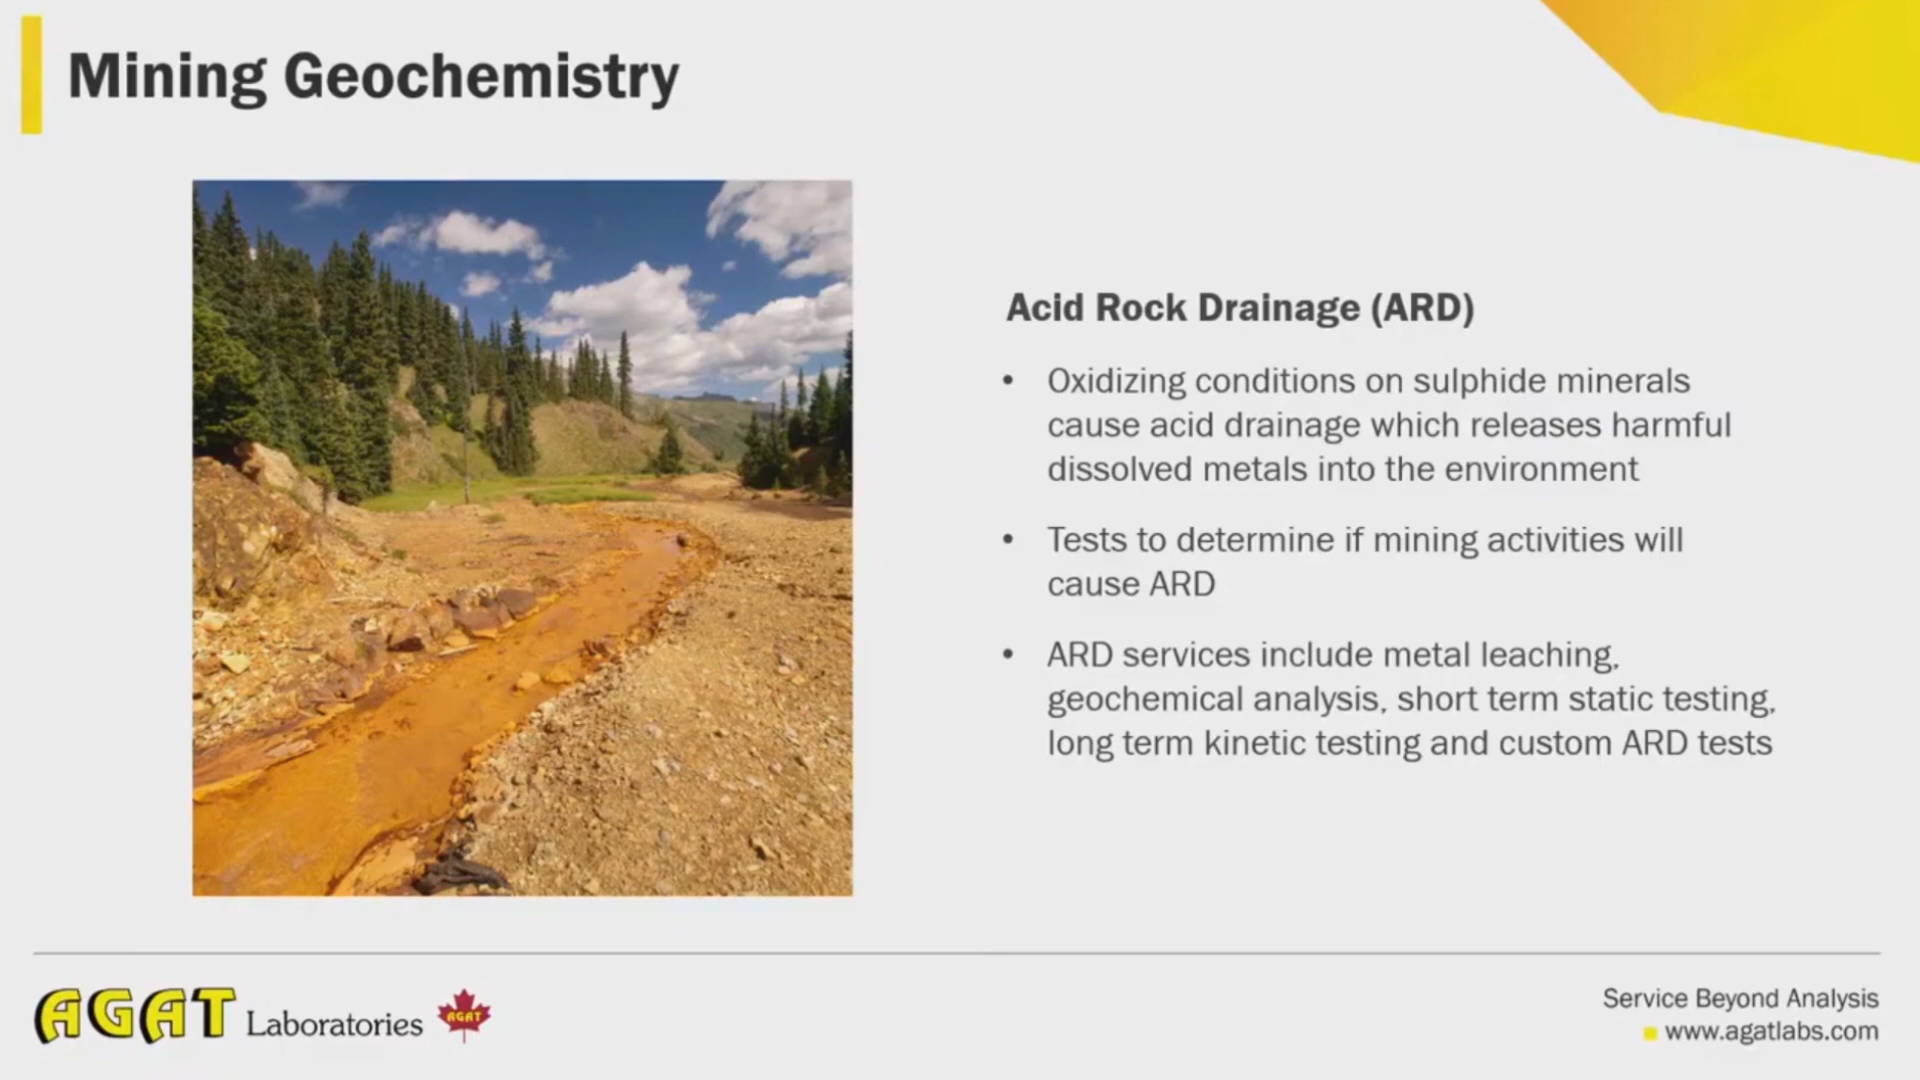 Mining Geochemistry
Acid Rock Drainage (ARD)
• Oxidizing conditions on sulphide minerals
cause acid drainage which releases harmful
dissolved metals into the environment
• Tests to determine if mining activities will
cause ARD
• ARD services include metal leaching,
geochemical analysis, short term static testing,
long term kinetic testing and custom ARD tests
AGAT Laboratories AGAT
Service Beyond Analysis
www.agatlabs.com